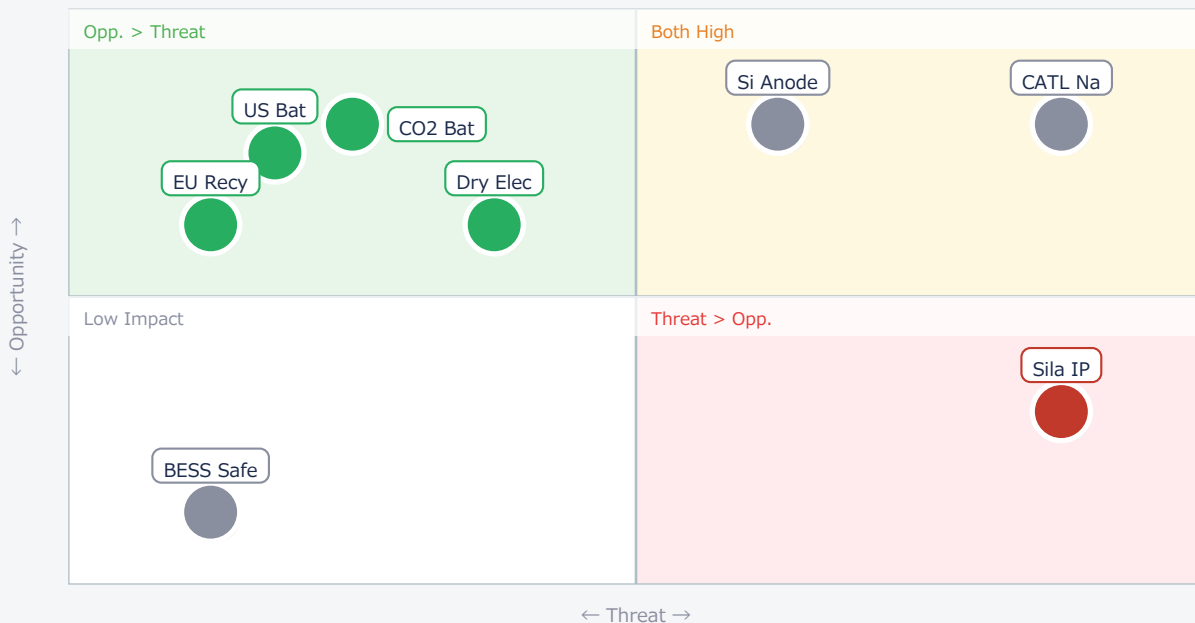 Opp. > Threat
Both High
US Bat
CO2 Bat
EU Recy
Dry Elec
Si Anode
CATL Na
← Opportunity →
Low Impact
Threat > Opp.
Sila IP
BESS Safe
← Threat →